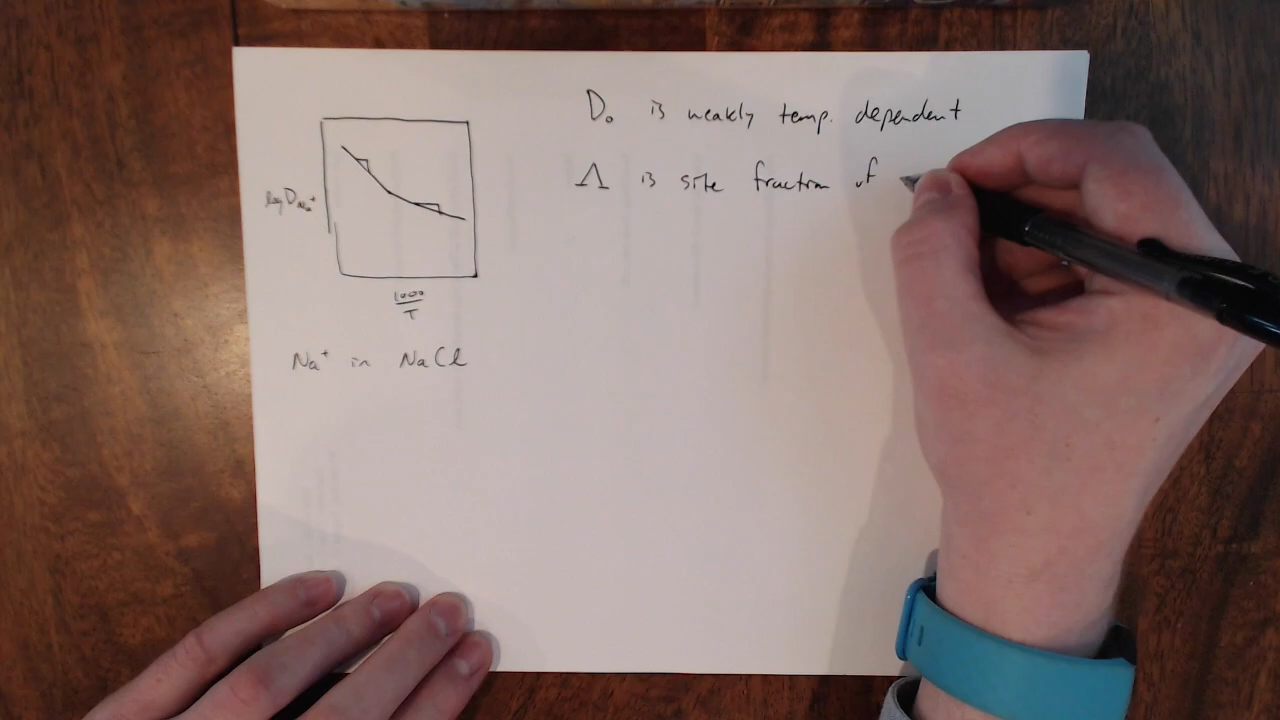 D₀ is weakly temp. dependent
Λ is site fraction of
log D_Na⁺
1000
T
Na⁺ in NaCl